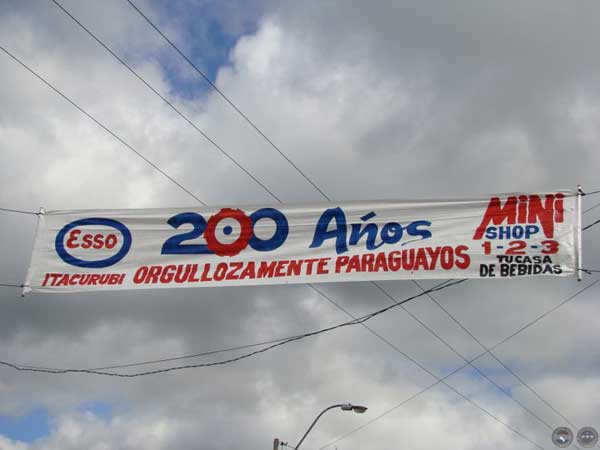 Esso
ITACURUBI
200 Años
ORGULLOZAMENTE PARAGUAYOS
MiNi
SHOP
1-2-3
TU CASA
DE BEBIDAS